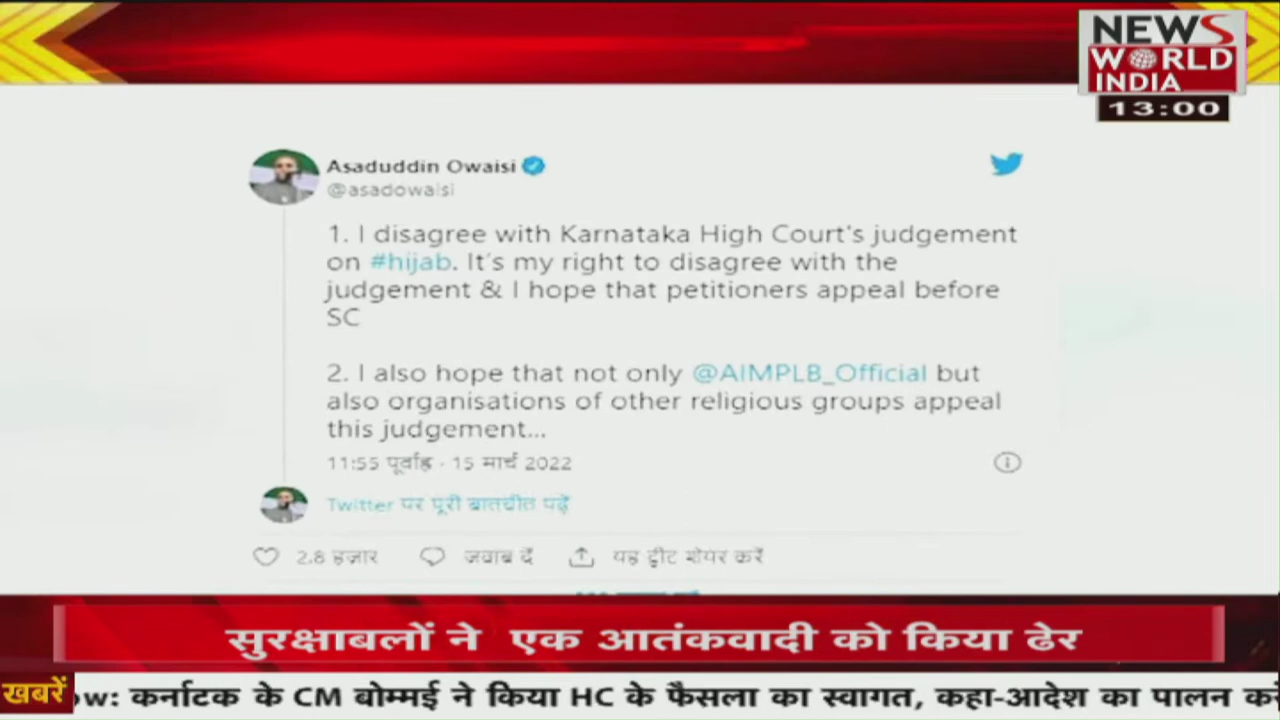 NEWS
WORLD
INDIA
13:00
Asaduddin Owaisi
@asadowaisi
1. I disagree with Karnataka High Court's judgement
on #hijab. It's my right to disagree with the
judgement & I hope that petitioners appeal before
SC
2. I also hope that not only @AIMPLB_Official but
also organisations of other religious groups appeal
this judgement...
11:55 पूर्वाह्न · 15 मार्च 2022
Twitter पर पूरी बातचीत पढ़ें
2.8 हज़ार जवाब दें यह ट्वीट शेयर करें
सुरक्षाबलों ने एक आतंकवादी को किया ढेर
खबरें
कर्नाटक के CM बोम्मई ने किया HC के फैसला का स्वागत, कहा-आदेश का पालन